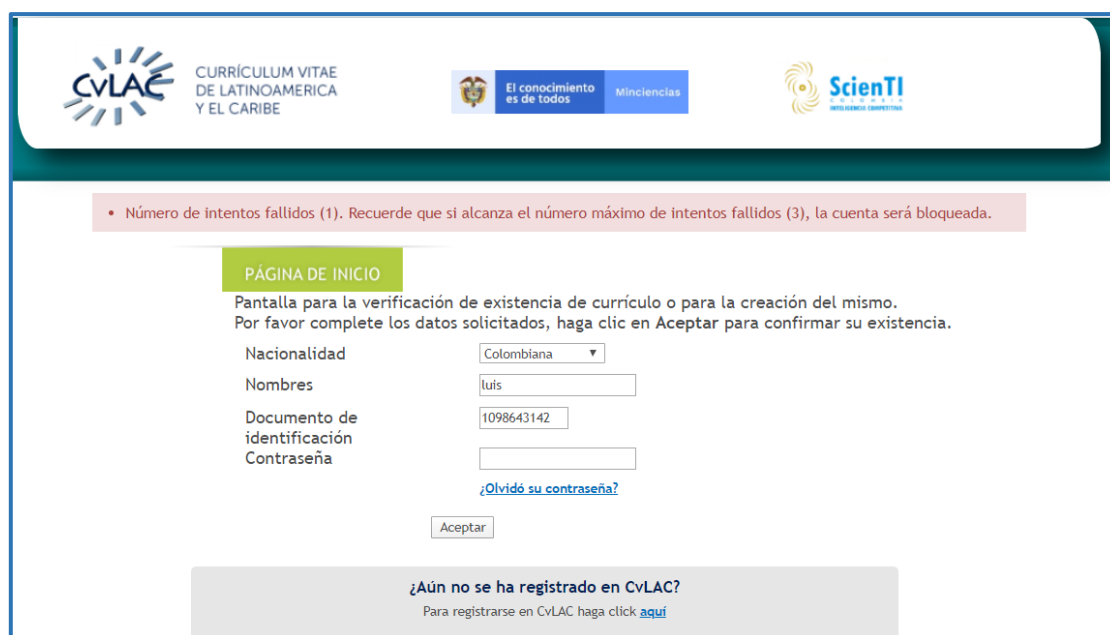 CvLAC
CURRÍCULUM VITAE
DE LATINOAMERICA
Y EL CARIBE
El conocimiento
es de todos
Minciencias
ScienTI
COLOMBIA
INTELIGENCIA COMPETITIVA
• Número de intentos fallidos (1). Recuerde que si alcanza el número máximo de intentos fallidos (3), la cuenta será bloqueada.
PÁGINA DE INICIO
Pantalla para la verificación de existencia de currículo o para la creación del mismo.
Por favor complete los datos solicitados, haga clic en Aceptar para confirmar su existencia.
Nacionalidad Colombiana
Nombres luis
Documento de 1098643142
identificación
Contraseña
¿Olvidó su contraseña?
Aceptar
¿Aún no se ha registrado en CvLAC?
Para registrarse en CvLAC haga click aquí